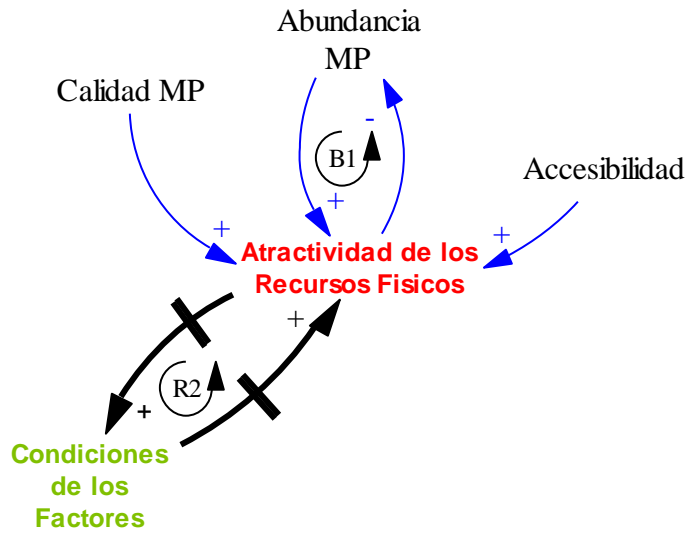 Abundancia
MP
Calidad MP
-
B1
Accesibilidad
+
+
+
Atractividad de los
Recursos Fisicos
+
R2
+
Condiciones
de los
Factores